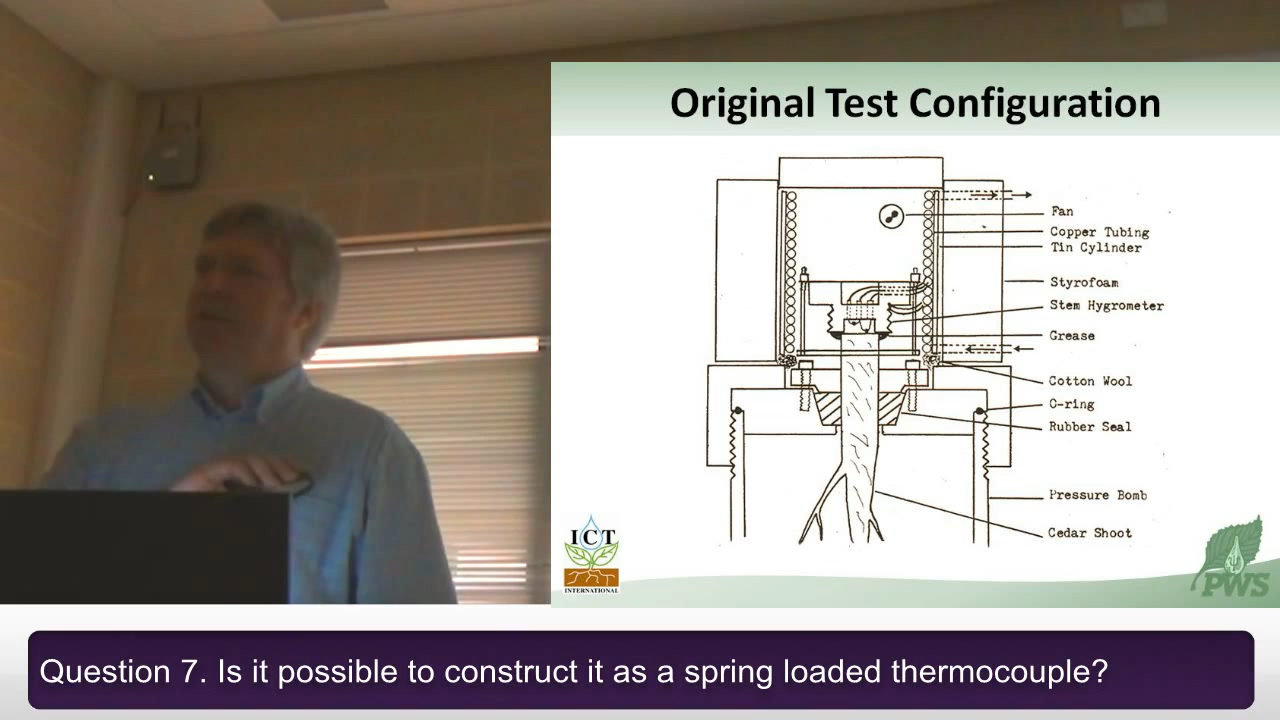 Original Test Configuration
Fan
Copper Tubing
Tin Cylinder
Styrofoam
Stem Hygrometer
Grease
Cotton Wool
O-ring
Rubber Seal
Pressure Bomb
Cedar Shoot
ICT
INTERNATIONAL
PWS
Question 7. Is it possible to construct it as a spring loaded thermocouple?